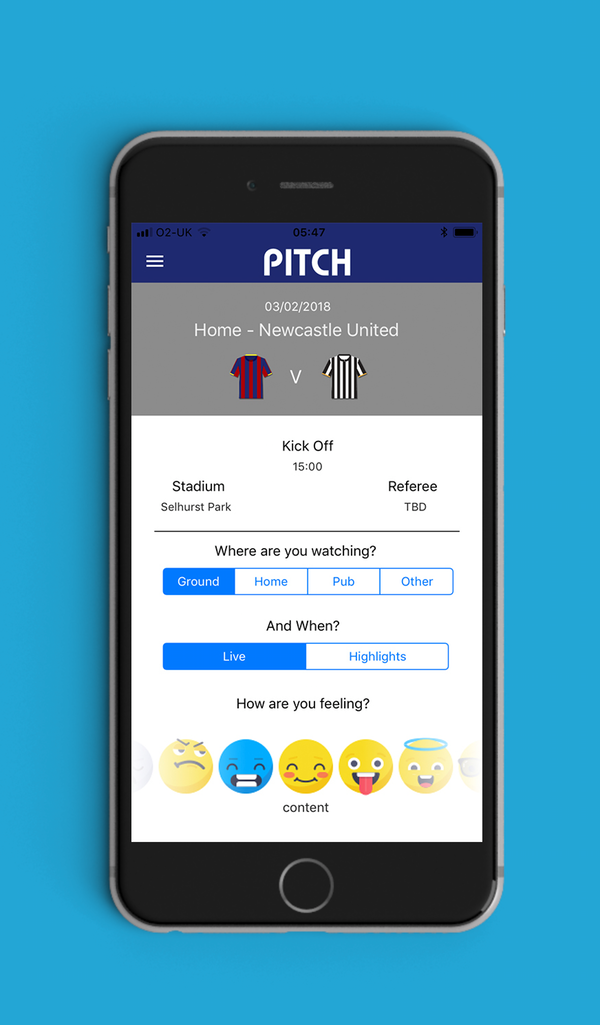 O2-UK 05:47
PITCH
03/02/2018
Home - Newcastle United
V
Kick Off
15:00
Stadium Referee
Selhurst Park TBD
Where are you watching?
Ground Home Pub Other
And When?
Live Highlights
How are you feeling?
content